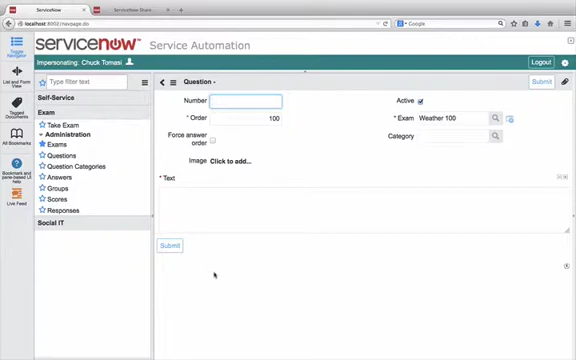 ServiceNow
ServiceNow Share
localhost:8002/navpage.do
Google
servicenow™ Service Automation
Impersonating: Chuck Tomasi
Logout
Toggle Navigator
List and Form View
Tagged Documents
All Bookmarks
Bookmark and pane-based UI help
Live Feed
Type filter text
Self-Service
Exam
Take Exam
Administration
Exams
Questions
Question Categories
Answers
Groups
Scores
Responses
Social IT
Question
Submit
Number
Active
* Order 100
* Exam Weather 100
Force answer order
Category
Image Click to add...
* Text
Submit